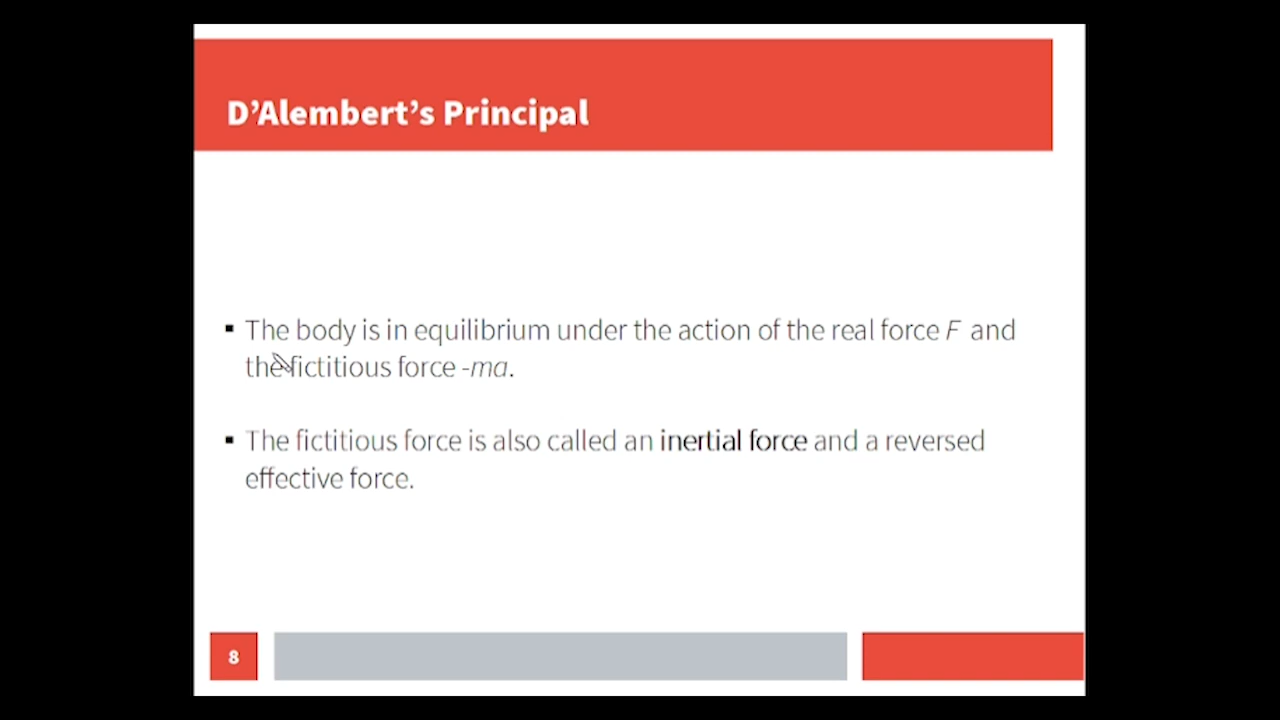 D’Alembert’s Principal
▪ The body is in equilibrium under the action of the real force F and
the fictitious force -ma.
▪ The fictitious force is also called an inertial force and a reversed
effective force.
8